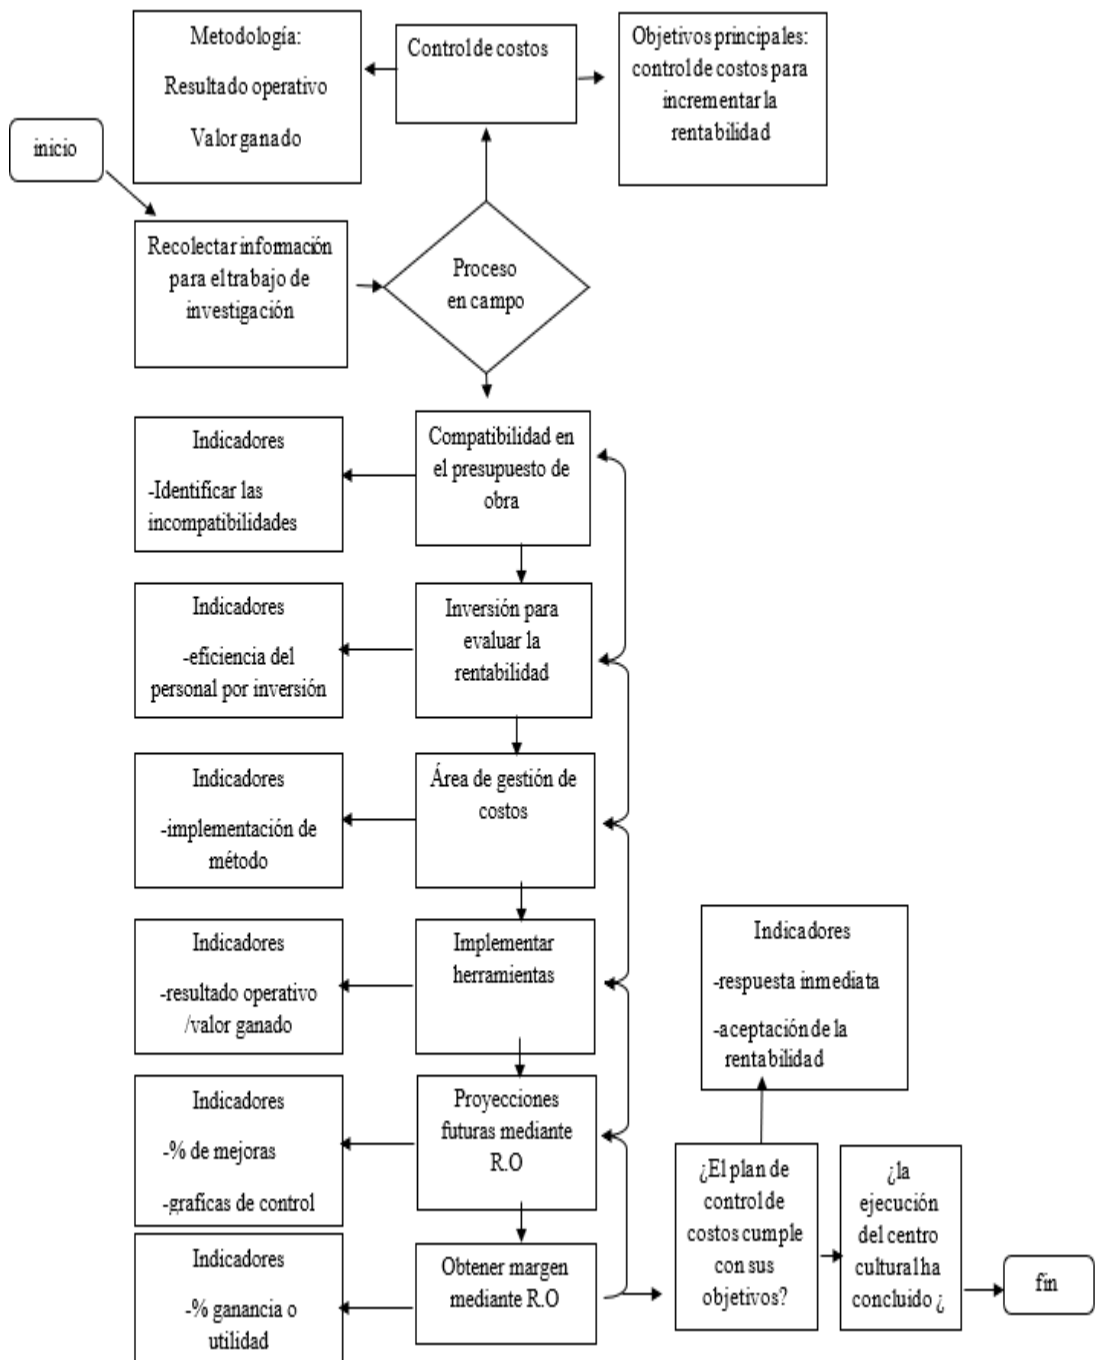 Metodología:
Resultado operativo
Valor ganado
Control de costos
Objetivos principales:
control de costos para
incrementar la
rentabilidad
inicio
Recolectar información
para el trabajo de
investigación
Proceso
en campo
Indicadores
-Identificar las
incompatibilidades
Compatibilidad en
el presupuesto de
obra
Indicadores
-eficiencia del
personal por inversión
Inversión para
evaluar la
rentabilidad
Indicadores
-implementación de
método
Área de gestión de
costos
Indicadores
-resultado operativo
/valor ganado
Implementar
herramientas
Indicadores
-respuesta inmediata
-aceptación de la
rentabilidad
Indicadores
-% de mejoras
-graficas de control
Proyecciones
futuras mediante
R.O
Indicadores
-% ganancia o
utilidad
Obtener margen
mediante R.O
¿El plan de
control de
costos cumple
con sus
objetivos?
¿la
ejecución
del centro
cultural ha
concluido ¿
fin